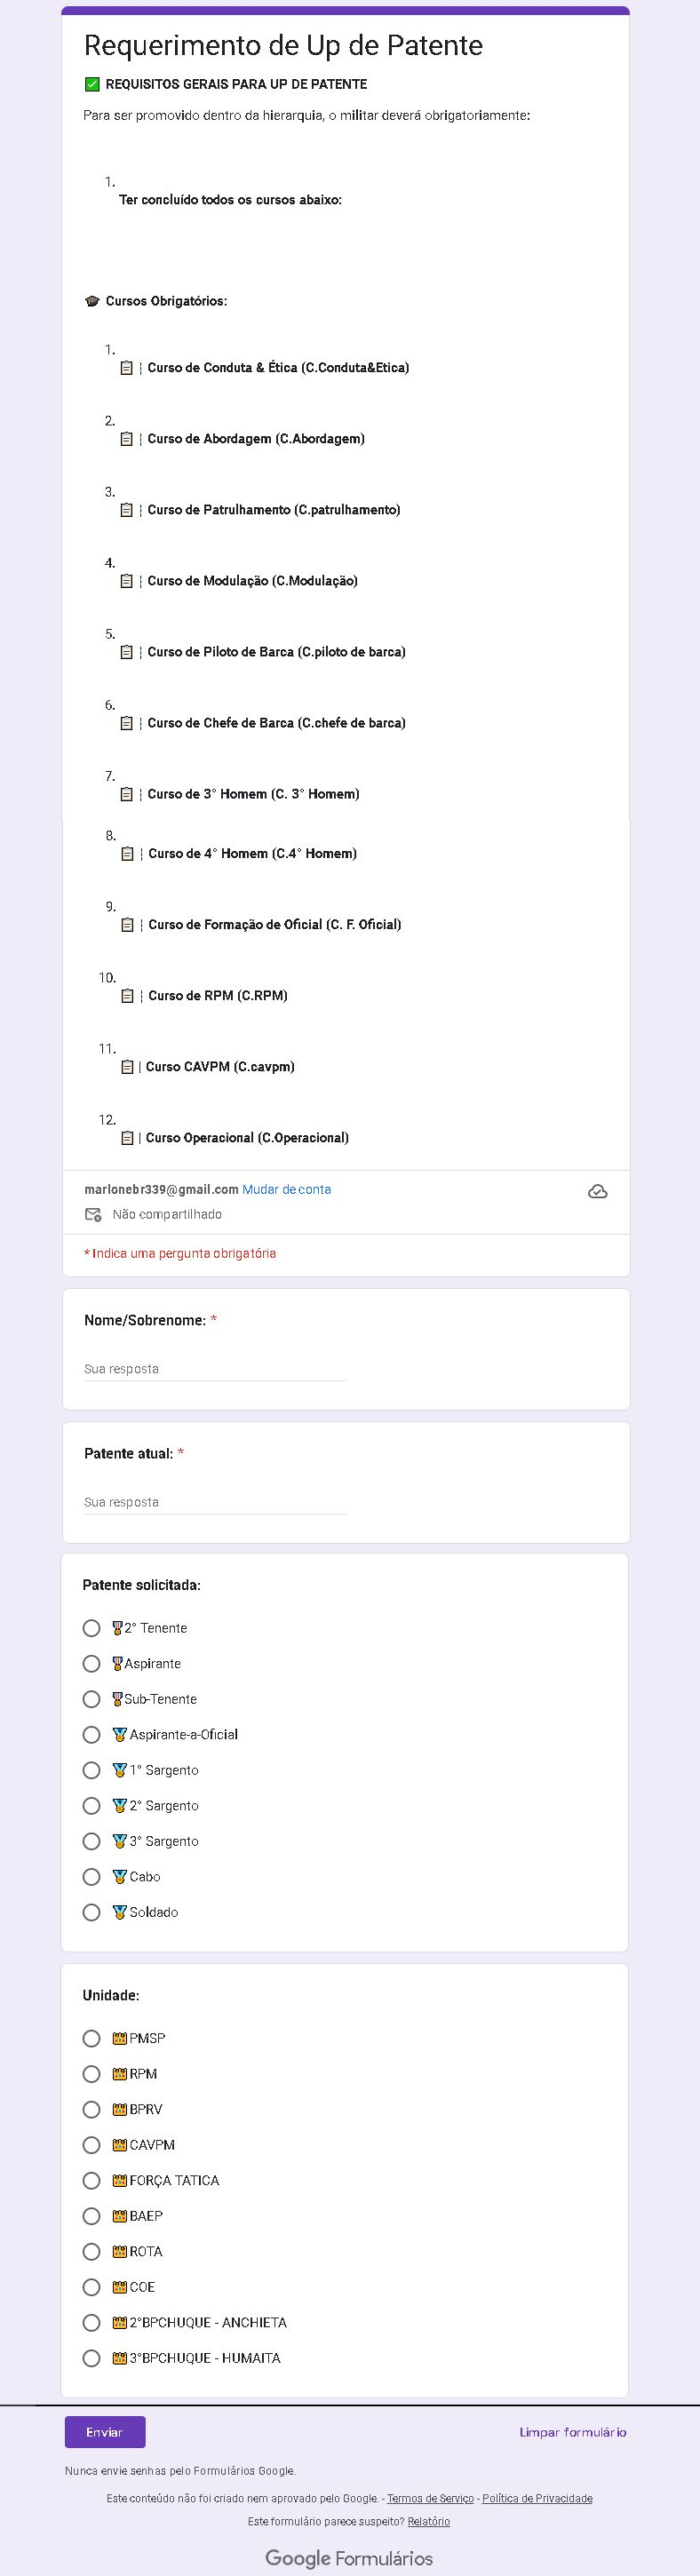 Requerimento de Up de Patente
✅ REQUISITOS GERAIS PARA UP DE PATENTE
Para ser promovido dentro da hierarquia, o militar deverá obrigatoriamente:
1.
Ter concluído todos os cursos abaixo:
🎓 Cursos Obrigatórios:
1.
📋 ¦ Curso de Conduta & Ética (C.Conduta&Etica)
2.
📋 ¦ Curso de Abordagem (C.Abordagem)
3.
📋 ¦ Curso de Patrulhamento (C.patrulhamento)
4.
📋 ¦ Curso de Modulação (C.Modulação)
5.
📋 ¦ Curso de Piloto de Barca (C.piloto de barca)
6.
📋 ¦ Curso de Chefe de Barca (C.chefe de barca)
7.
📋 ¦ Curso de 3° Homem (C. 3° Homem)
8.
📋 ¦ Curso de 4° Homem (C.4° Homem)
9.
📋 ¦ Curso de Formação de Oficial (C. F. Oficial)
10.
📋 ¦ Curso de RPM (C.RPM)
11.
📋 | Curso CAVPM (C.cavpm)
12.
📋 | Curso Operacional (C.Operacional)
marlonebr339@gmail.com Mudar de conta
Não compartilhado
* Indica uma pergunta obrigatória
Nome/Sobrenome: *
Sua resposta
Patente atual: *
Sua resposta
Patente solicitada:
🎖2° Tenente
🎖Aspirante
🎖Sub-Tenente
🏅Aspirante-a-Oficial
🏅1° Sargento
🏅2° Sargento
🏅3° Sargento
🏅Cabo
🏅Soldado
Unidade:
PMSP
RPM
BPRV
CAVPM
FORÇA TATICA
BAEP
ROTA
COE
2°BPCHUQUE - ANCHIETA
3°BPCHUQUE - HUMAITA
Enviar Limpar formulário
Nunca envie senhas pelo Formulários Google.
Este conteúdo não foi criado nem aprovado pelo Google. - Termos de Serviço - Política de Privacidade
Este formulário parece suspeito? Relatório
Google Formulários